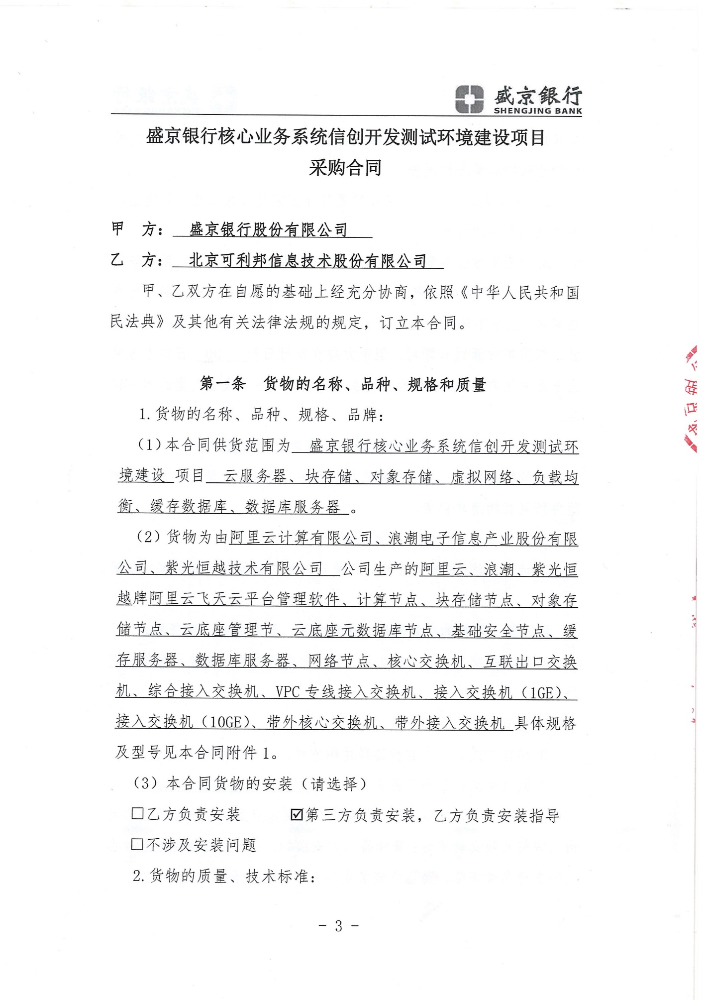 盛京銀行
SHENGJING BANK
盛京银行核心业务系统信创开发测试环境建设项目
采购合同
甲 方： 盛京银行股份有限公司
乙 方： 北京可利邦信息技术股份有限公司
甲、乙双方在自愿的基础上经充分协商，依照《中华人民共和国
民法典》及其他有关法律法规的规定，订立本合同。
第一条 货物的名称、品种、规格和质量
1.货物的名称、品种、规格、品牌：
（1）本合同供货范围为 盛京银行核心业务系统信创开发测试环
境建设 项目 云服务器、块存储、对象存储、虚拟网络、负载均
衡、缓存数据库、数据库服务器 。
（2）货物为由阿里云计算有限公司、浪潮电子信息产业股份有限
公司、紫光恒越技术有限公司 公司生产的阿里云、浪潮、紫光恒
越牌阿里云飞天云平台管理软件、计算节点、块存储节点、对象存
储节点、云底座管理节、云底座元数据库节点、基础安全节点、缓
存服务器、数据库服务器、网络节点、核心交换机、互联出口交换
机、综合接入交换机、VPC 专线接入交换机、接入交换机（1GE）、
接入交换机（10GE）、带外核心交换机、带外接入交换机 具体规格
及型号见本合同附件 1。
（3）本合同货物的安装（请选择）
□乙方负责安装 ☑第三方负责安装，乙方负责安装指导
□不涉及安装问题
2.货物的质量、技术标准：
- 3 -